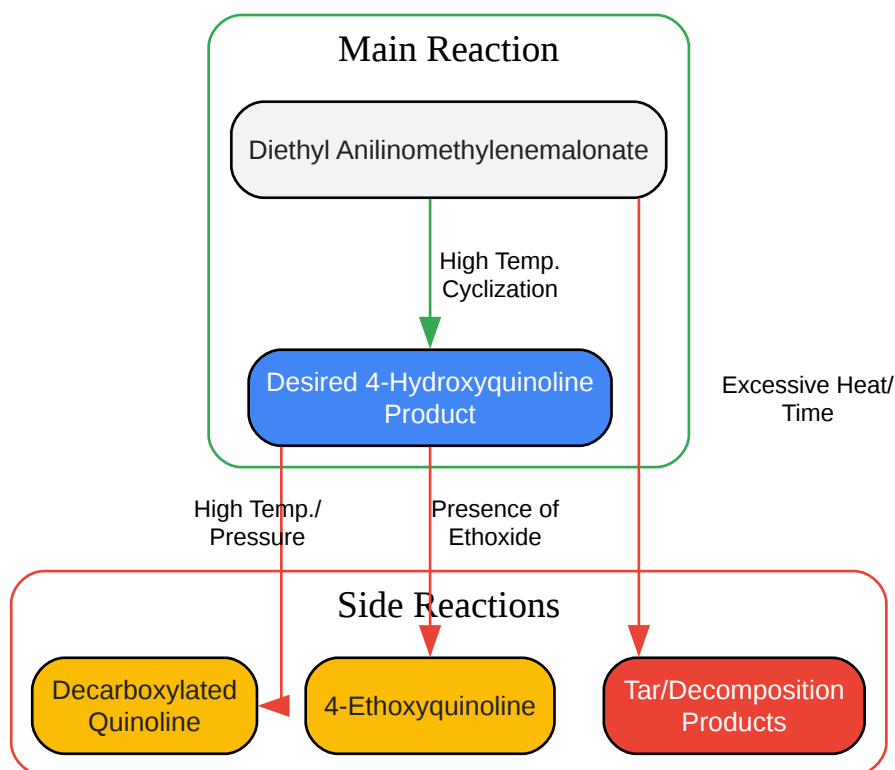 Main Reaction
Diethyl Anilinomethylenemalonate
High Temp.
Cyclization
Desired 4-Hydroxyquinoline
Product
Excessive Heat/
Time
High Temp./
Pressure
Presence of
Ethoxide
Side Reactions
Decarboxylated
Quinoline
4-Ethoxyquinoline
Tar/Decomposition
Products